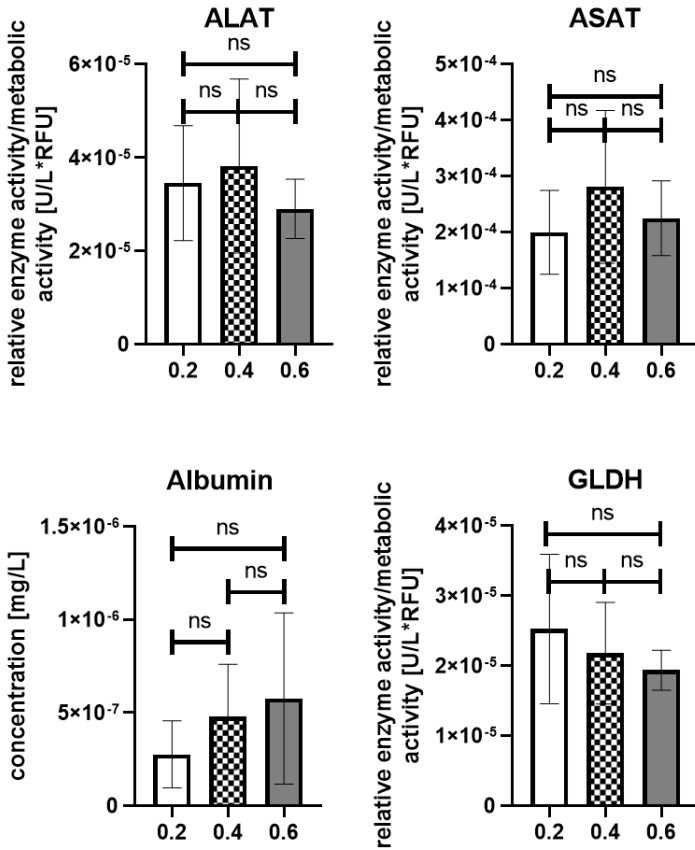 ALAT
relative enzyme activity/metabolic
activity [U/L*RFU]
6×10⁻⁵
4×10⁻⁵
2×10⁻⁵
0
ns
ns
ns
0.2
0.4
0.6
ASAT
relative enzyme activity/metabolic
activity [U/L*RFU]
5×10⁻⁴
4×10⁻⁴
3×10⁻⁴
2×10⁻⁴
1×10⁻⁴
0
ns
ns
ns
0.2
0.4
0.6
Albumin
concentration [mg/L]
1.5×10⁻⁶
1×10⁻⁶
5×10⁻⁷
0
ns
ns
ns
0.2
0.4
0.6
GLDH
relative enzyme activity/metabolic
activity [U/L*RFU]
4×10⁻⁵
3×10⁻⁵
2×10⁻⁵
1×10⁻⁵
0
ns
ns
ns
0.2
0.4
0.6